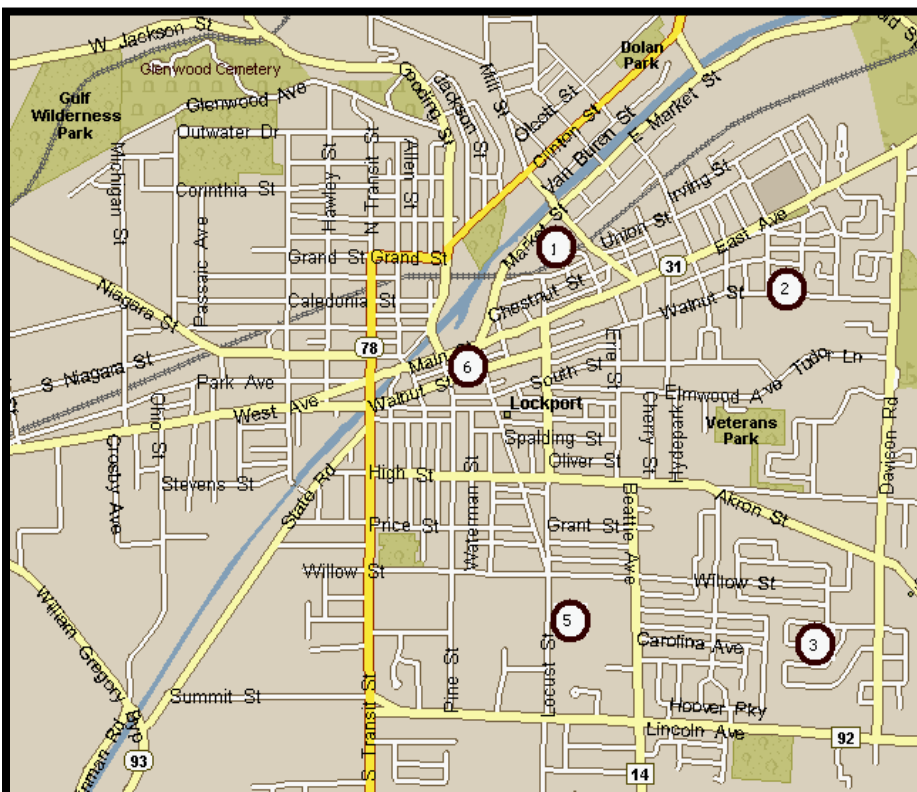 W Jackson St
Glenwood Cemetery
Gulf
Wilderness
Park
Glenwood Ave
Outwater Dr
Michigan St
Corinthia St
Passaic Ave
Hawley St
N Transit St
Allen St
Gooding St
Jackson St
Mill St
Dolan
Park
Olcott St
Clinton St
Van Buren St
E Market St
Market St
Irving St
Union St
East Ave
1
31
2
Grand St
Grand St
Caledonia St
Chestnut St
Walnut St
Niagara St
78
Main St
6
S Niagara St
Park Ave
West Ave
Walnut St
South St
Erie St
Lockport
Elmwood Ave
Tudor Ln
Veterans
Park
Cherry St
Hydepark
Davison Rd
Spalding St
Oliver St
Ohio St
Crosby Ave
Stevens St
State Rd
High St
Price St
Waterman St
Grant St
Beattie Awe
Akron St
Willow St
Willow St
5
Carolina Ave
3
William Gregory Byp
Summit St
S Transit St
Pine St
Locust St
Hoover Pky
Lincoln Ave
92
93
14